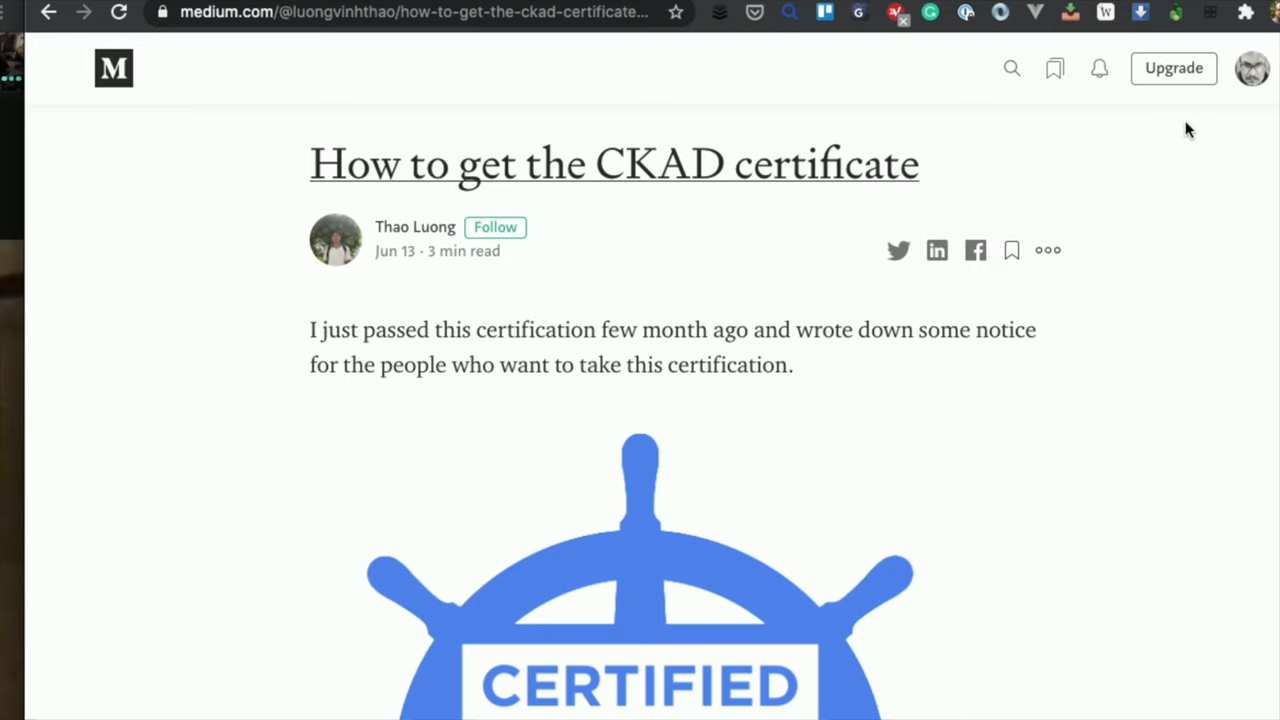 medium.com/@luongvinhthao/how-to-get-the-ckad-certificate...
M
Upgrade
How to get the CKAD certificate
Thao Luong Follow
Jun 13 · 3 min read
I just passed this certification few month ago and wrote down some notice
for the people who want to take this certification.
CERTIFIED